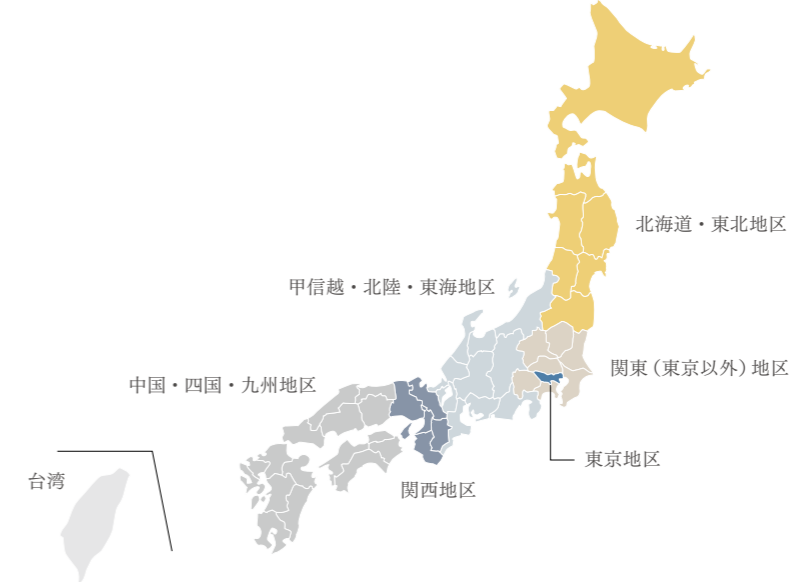 北海道・東北地区
甲信越・北陸・東海地区
関東（東京以外）地区
中国・四国・九州地区
東京地区
台湾
関西地区